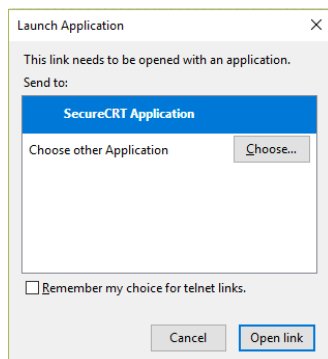 Launch Application
This link needs to be opened with an application.
Send to:
SecureCRT Application
Choose other Application
Choose...
Remember my choice for telnet links.
Cancel
Open link